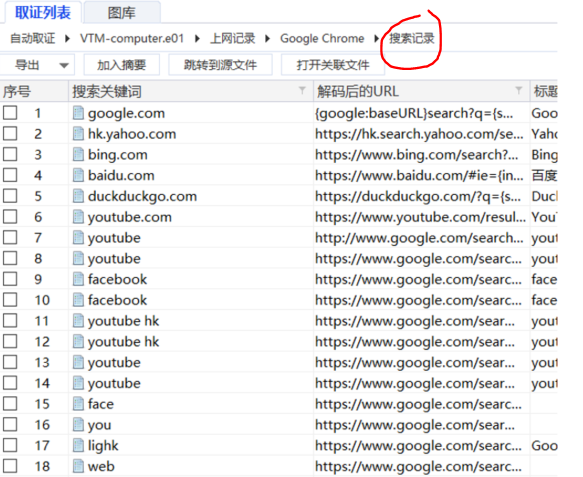 取证列表 图库
自动取证 VTM-computer.e01 上网记录 Google Chrome 搜索记录
导出 加入摘要 跳转到源文件 打开关联文件
序号 搜索关键词 解码后的URL 标题
1 google.com {google:baseURL}search?q={s... Goo
2 hk.yahoo.com https://hk.search.yahoo.com/se... Yaho
3 bing.com https://www.bing.com/search?... Bing
4 baidu.com https://www.baidu.com/#ie={in... 百度
5 duckduckgo.com https://duckduckgo.com/?q={s... Duc
6 youtube.com https://www.youtube.com/resul... YouT
7 youtube http://www.google.com/search... yout
8 youtube https://www.google.com/searc... yout
9 facebook https://www.google.com/searc... face
10 facebook https://www.google.com/searc... face
11 youtube hk https://www.google.com/sear... yout
12 youtube hk https://www.google.com/sear... yout
13 youtube https://www.google.com/sear... yout
14 youtube https://www.google.com/sear... yout
15 face https://www.google.com/searc...
16 you https://www.google.com/sear...
17 lighk https://www.google.com/searc... Goo
18 web https://www.google.com/searc...